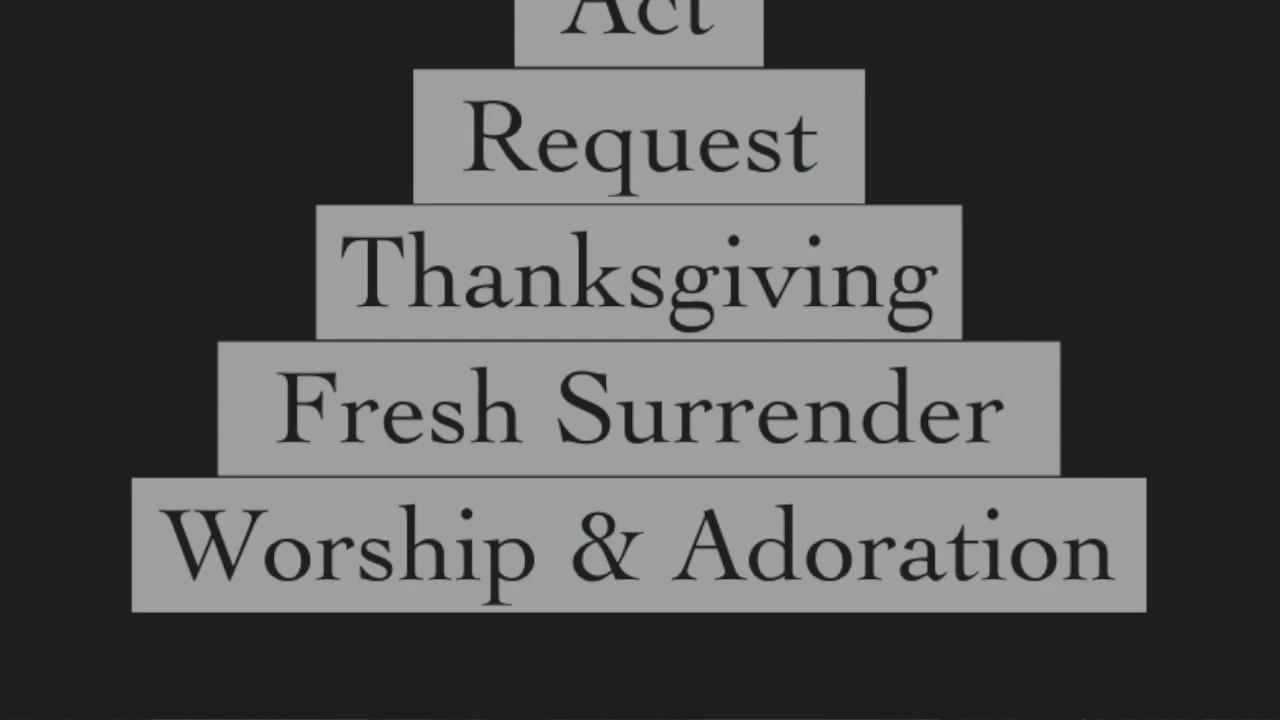 Act
Request
Thanksgiving
Fresh Surrender
Worship & Adoration